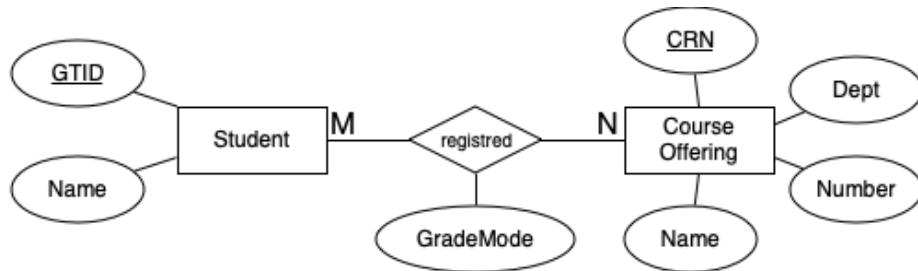 CRN
GTID
Dept
Student
M
registred
N
Course
Offering
Name
Number
GradeMode
Name